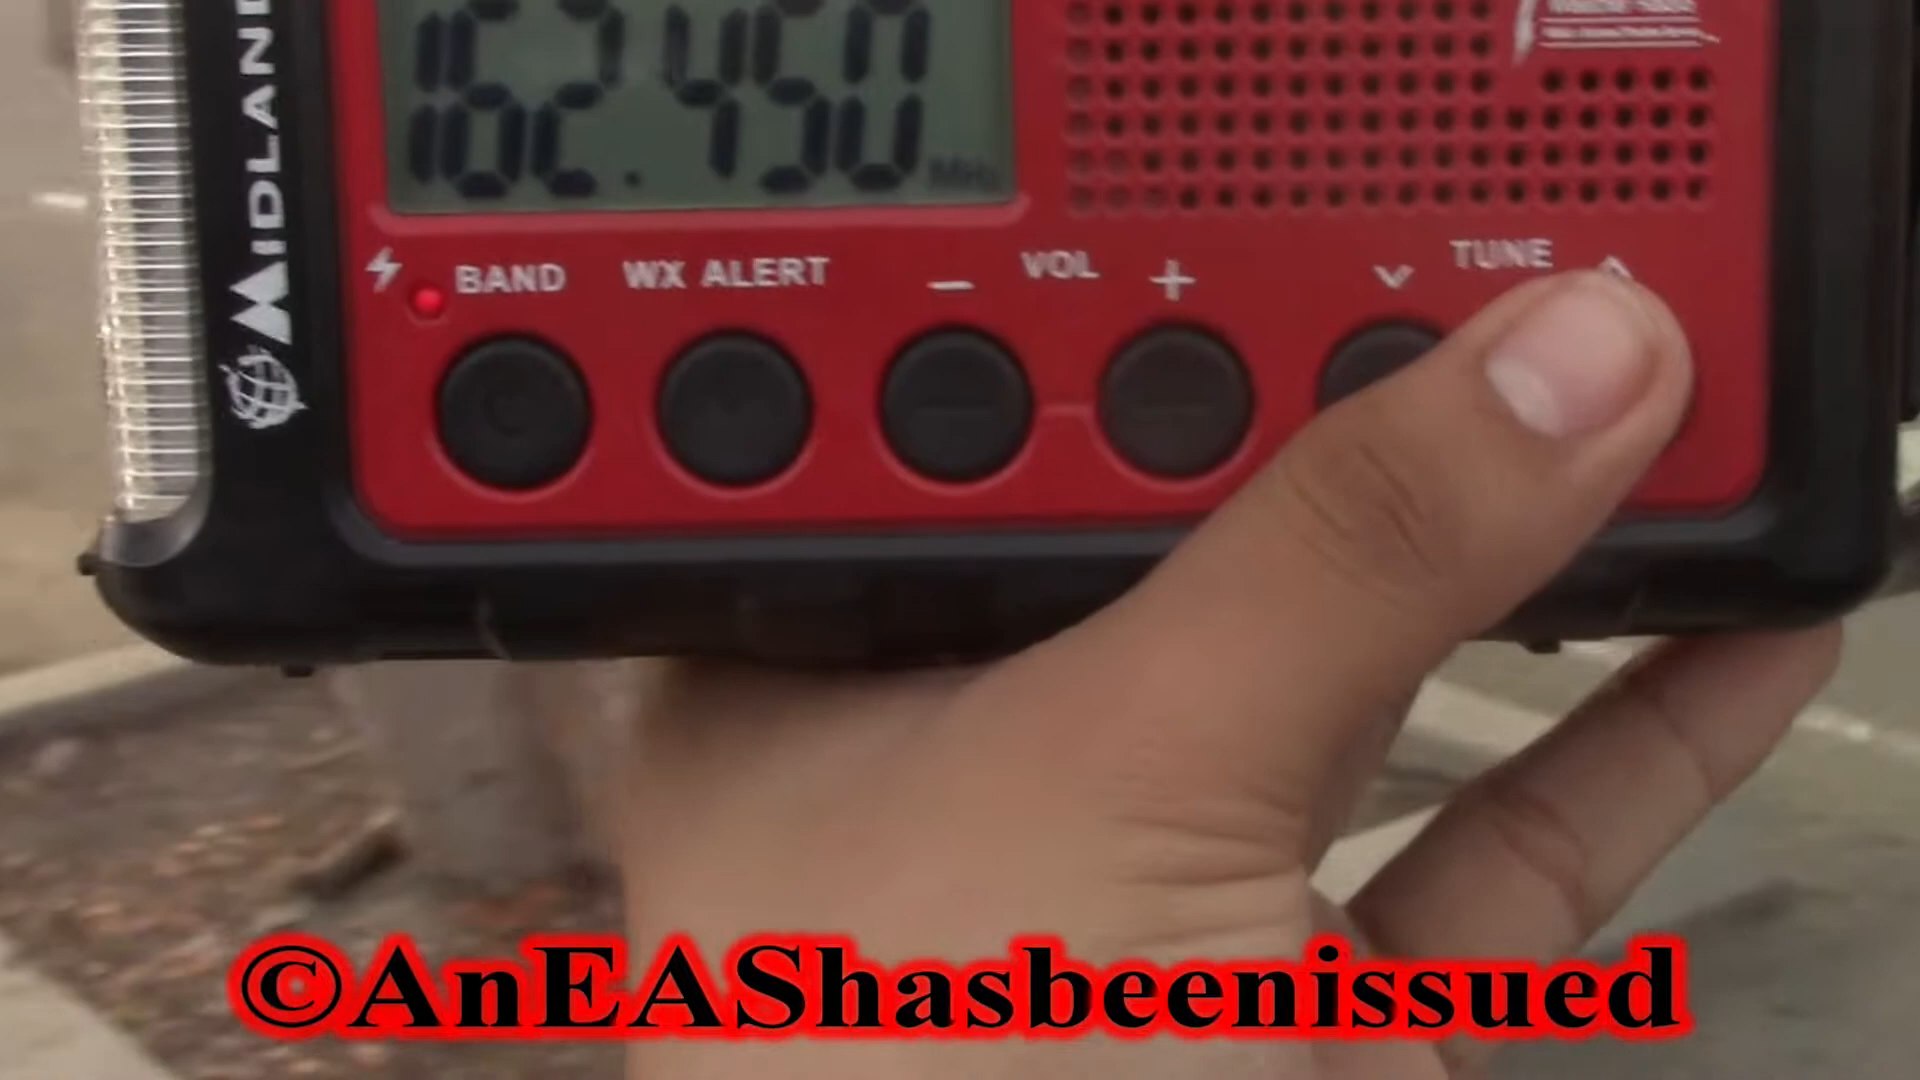 MIDLAND
162.450 MHz
BAND WX ALERT VOL TUNE
©AnEAShasbeenissued